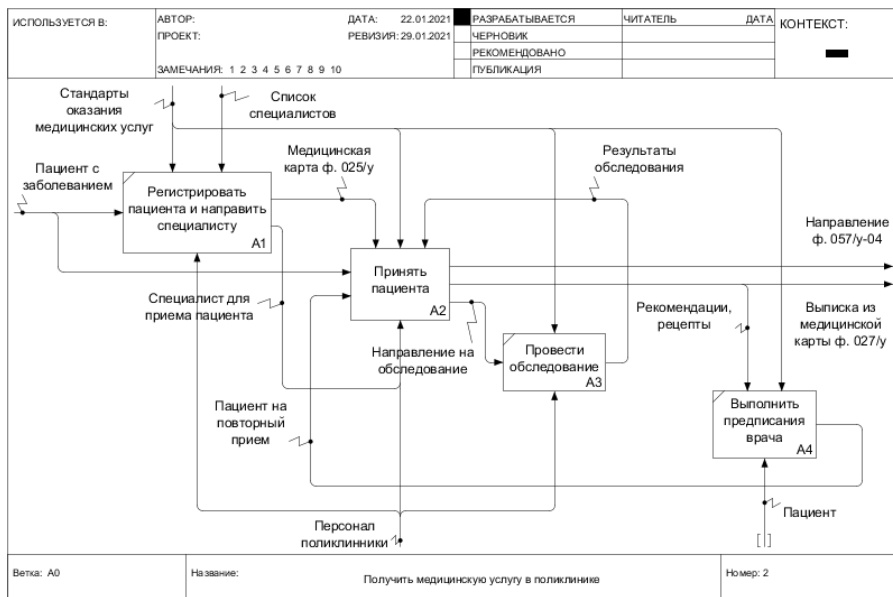 ИСПОЛЬЗУЕТСЯ В:
АВТОР:
ДАТА: 22.01.2021
ПРОЕКТ:
РЕВИЗИЯ: 29.01.2021
ЗАМЕЧАНИЯ: 1 2 3 4 5 6 7 8 9 10
РАЗРАБАТЫВАЕТСЯ
ЧЕРНОВИК
РЕКОМЕНДОВАНО
ПУБЛИКАЦИЯ
ЧИТАТЕЛЬ
ДАТА
КОНТЕКСТ:
Стандарты
оказания
медицинских услуг
Список
специалистов
Пациент с
заболеванием
Регистрировать
пациента и направить
специалисту
A1
Медицинская
карта ф. 025/у
Результаты
обследования
Направление
ф. 057/у-04
Принять
пациента
A2
Специалист для
приема пациента
Направление на
обследование
Провести
обследование
A3
Рекомендации,
рецепты
Выписка из
медицинской
карты ф. 027/у
Пациент на
повторный
прием
Выполнить
предписания
врача
A4
Персонал
поликлинники
Пациент
[ ]
Ветка: A0
Название:
Получить медицинскую услугу в поликлинике
Номер: 2